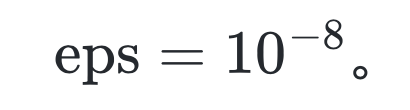 eps = 10⁻⁸。